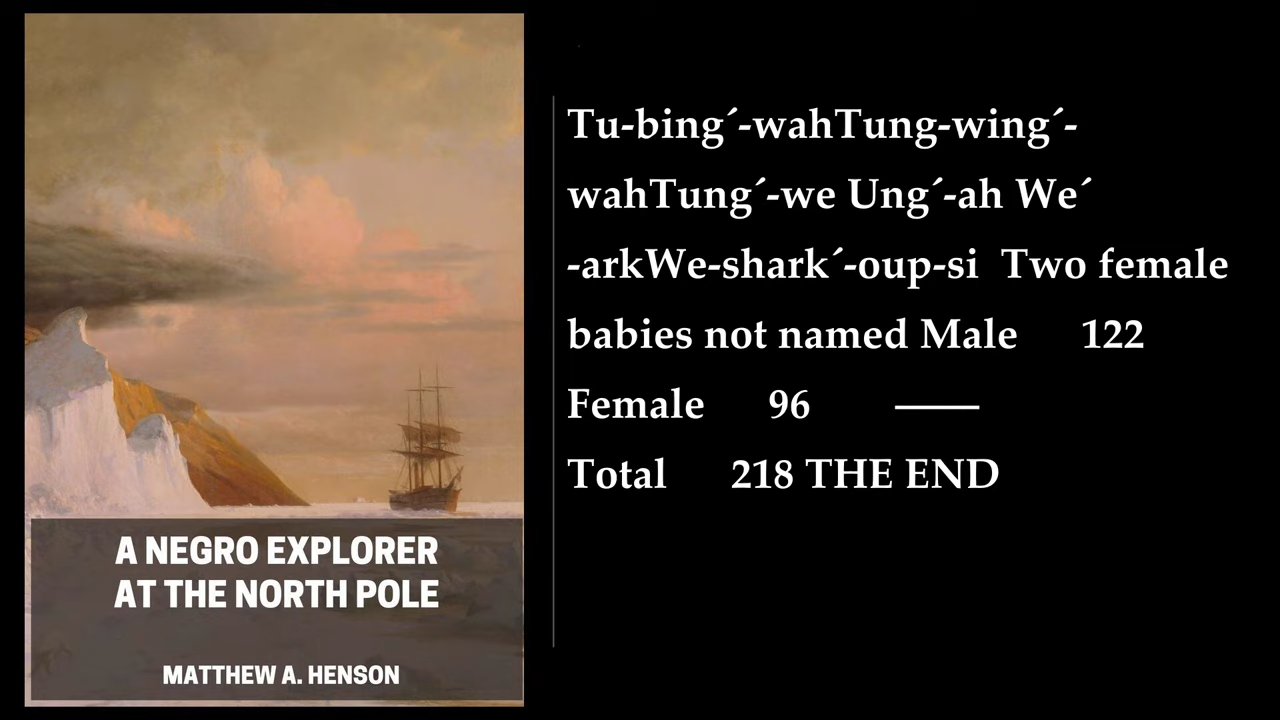 A NEGRO EXPLORER
AT THE NORTH POLE
MATTHEW A. HENSON
Tu-bing´-wahTung-wing´-
wahTung´-we Ung´-ah We´
-arkWe-shark´-oup-si  Two female
babies not named Male      122
Female      96        ——
Total      218 THE END